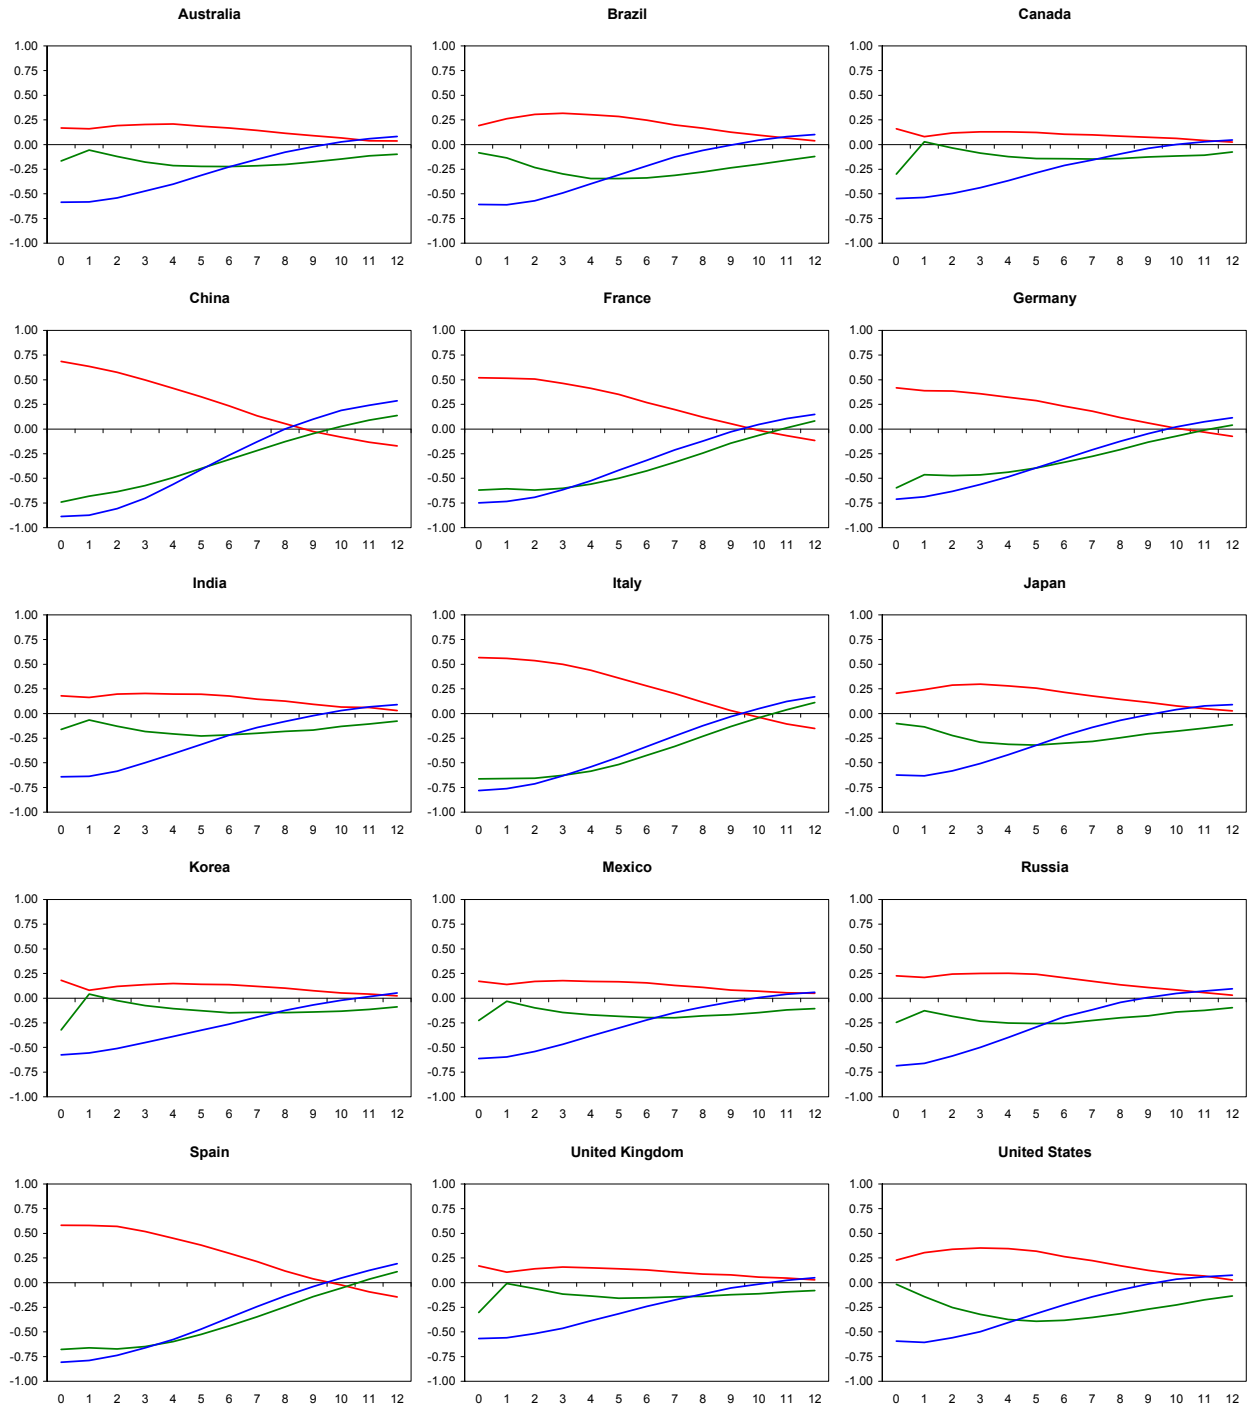 Australia Brazil Canada
1.00 1.00 1.00
0.75 0.75 0.75
0.50 0.50 0.50
0.25 0.25 0.25
0.00 0.00 0.00
-0.25 -0.25 -0.25
-0.50 -0.50 -0.50
-0.75 -0.75 -0.75
-1.00 -1.00 -1.00
0 1 2 3 4 5 6 7 8 9 10 11 12 0 1 2 3 4 5 6 7 8 9 10 11 12 0 1 2 3 4 5 6 7 8 9 10 11 12
China France Germany
1.00 1.00 1.00
0.75 0.75 0.75
0.50 0.50 0.50
0.25 0.25 0.25
0.00 0.00 0.00
-0.25 -0.25 -0.25
-0.50 -0.50 -0.50
-0.75 -0.75 -0.75
-1.00 -1.00 -1.00
0 1 2 3 4 5 6 7 8 9 10 11 12 0 1 2 3 4 5 6 7 8 9 10 11 12 0 1 2 3 4 5 6 7 8 9 10 11 12
India Italy Japan
1.00 1.00 1.00
0.75 0.75 0.75
0.50 0.50 0.50
0.25 0.25 0.25
0.00 0.00 0.00
-0.25 -0.25 -0.25
-0.50 -0.50 -0.50
-0.75 -0.75 -0.75
-1.00 -1.00 -1.00
0 1 2 3 4 5 6 7 8 9 10 11 12 0 1 2 3 4 5 6 7 8 9 10 11 12 0 1 2 3 4 5 6 7 8 9 10 11 12
Korea Mexico Russia
1.00 1.00 1.00
0.75 0.75 0.75
0.50 0.50 0.50
0.25 0.25 0.25
0.00 0.00 0.00
-0.25 -0.25 -0.25
-0.50 -0.50 -0.50
-0.75 -0.75 -0.75
-1.00 -1.00 -1.00
0 1 2 3 4 5 6 7 8 9 10 11 12 0 1 2 3 4 5 6 7 8 9 10 11 12 0 1 2 3 4 5 6 7 8 9 10 11 12
Spain United Kingdom United States
1.00 1.00 1.00
0.75 0.75 0.75
0.50 0.50 0.50
0.25 0.25 0.25
0.00 0.00 0.00
-0.25 -0.25 -0.25
-0.50 -0.50 -0.50
-0.75 -0.75 -0.75
-1.00 -1.00 -1.00
0 1 2 3 4 5 6 7 8 9 10 11 12 0 1 2 3 4 5 6 7 8 9 10 11 12 0 1 2 3 4 5 6 7 8 9 10 11 12